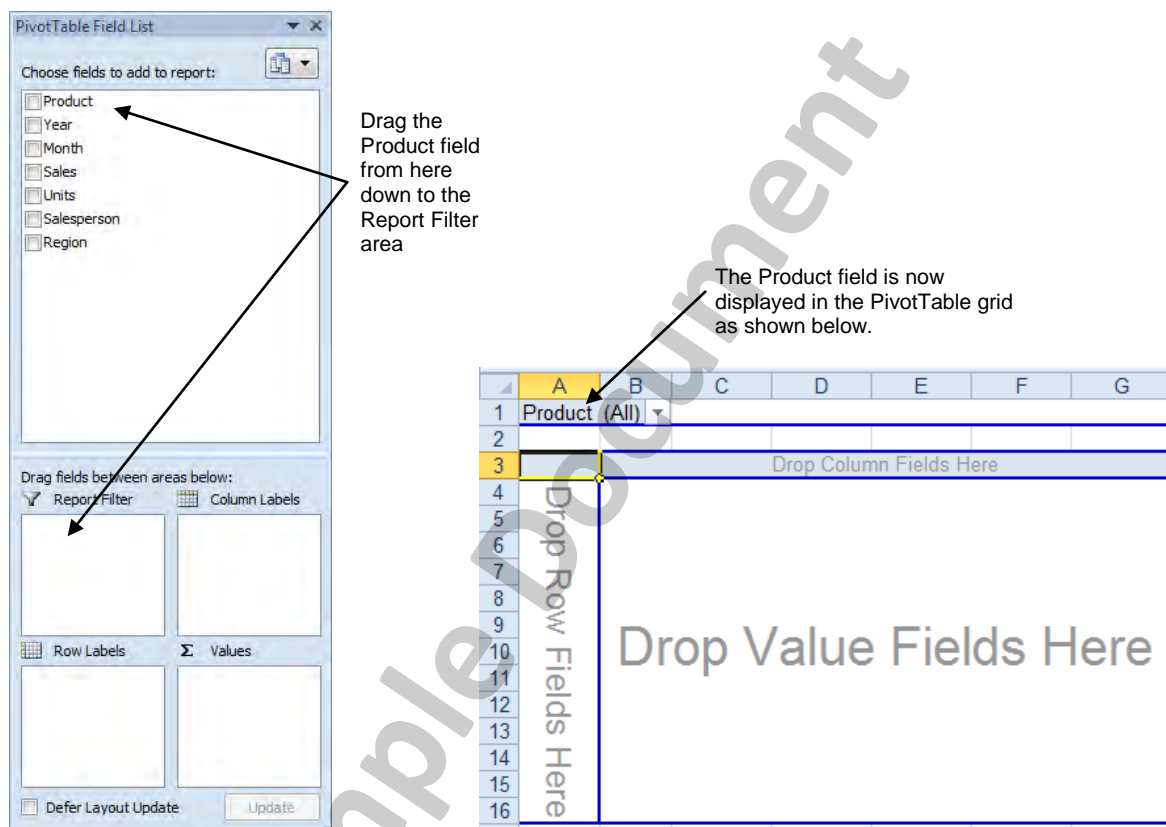 PivotTable Field List
Choose fields to add to report:
Product
Year
Month
Sales
Units
Salesperson
Region
Drag fields between areas below:
Report Filter
Column Labels
Row Labels
Σ Values
Defer Layout Update
Update
Drag the
Product field
from here
down to the
Report Filter
area
The Product field is now
displayed in the PivotTable grid
as shown below.
A B C D E F G
1 Product (All)
2
3 Drop Column Fields Here
4
5
6
7
8
9
10
11
12
13
14
15
16
Drop Row Fields Here
Drop Value Fields Here
mple Document